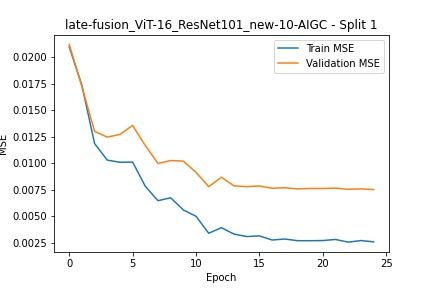 late-fusion_ViT-16_ResNet101_new-10-AIGC - Split 1
Train MSE
Validation MSE
MSE
0.0200
0.0175
0.0150
0.0125
0.0100
0.0075
0.0050
0.0025
0 5 10 15 20 25
Epoch